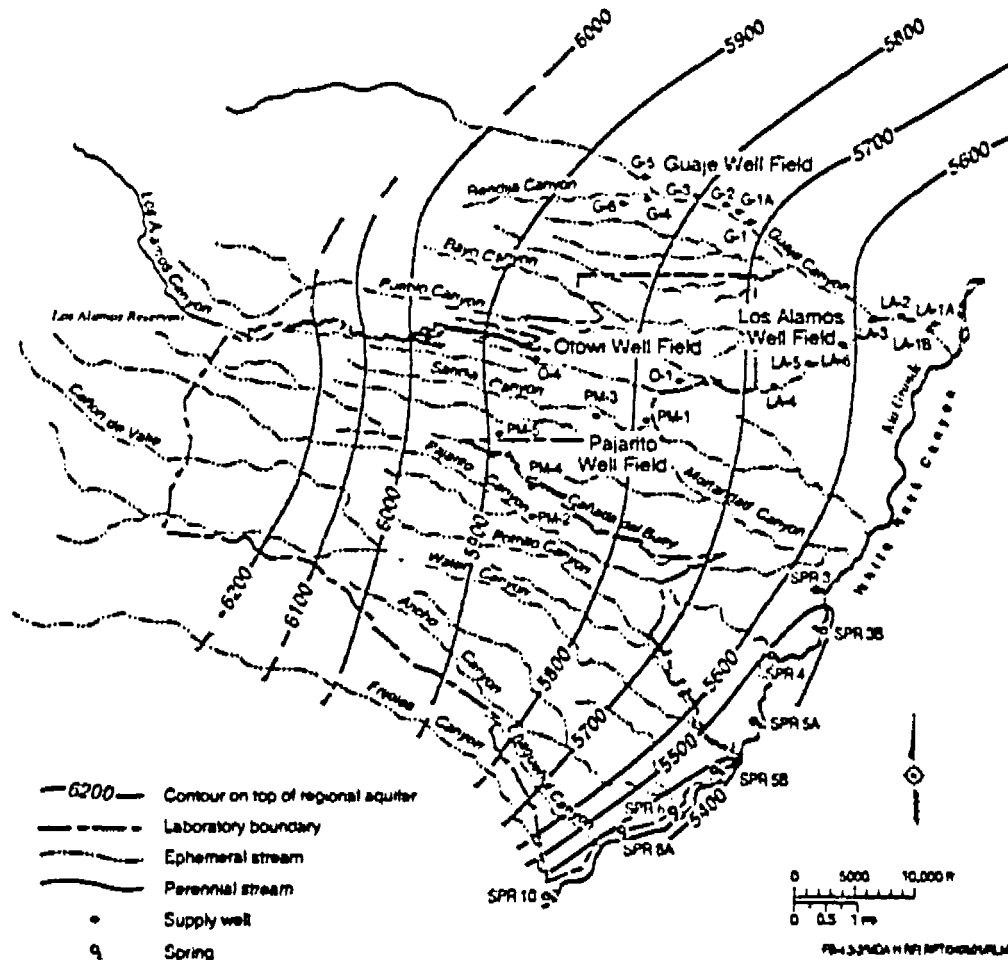 6000
5900
5800
5700
5600
G-5
Guaje Well Field
Rendija Canyon
G-3
G-2
G-1A
G-6
G-4
G-1
Guaje Canyon
Los Alamos Canyon
Bayo Canyon
Pueblo Canyon
Los Alamos
LA-2
LA-1A
Los Alamos
Well Field
LA-3
LA-1B
Otowi Well Field
O-4
O-1
LA-5
LA-6
LA-4
Sandia Canyon
Cañon de Valle
PM-3
PM-1
PM-5
Pajarito
Well Field
Rio Grande
White Rock Canyon
Pajarito Canyon
PM-4
Mortandad Canyon
Cañada del Buey
PM-2
6000
5900
Potrillo Canyon
Water Canyon
SPR 3
6200
6100
Ancho
Canyon
SPR 3B
SPR 4
5800
5600
5700
Frijoles Canyon
SPR 5A
5500
Canyon
SPR 5B
5400
SPR 8A
SPR 10
6200 Contour on top of regional aquifer
Laboratory boundary
Ephemeral stream
Perennial stream
Supply well
Spring
0 5000 10,000 ft
0 0.5 1 mi